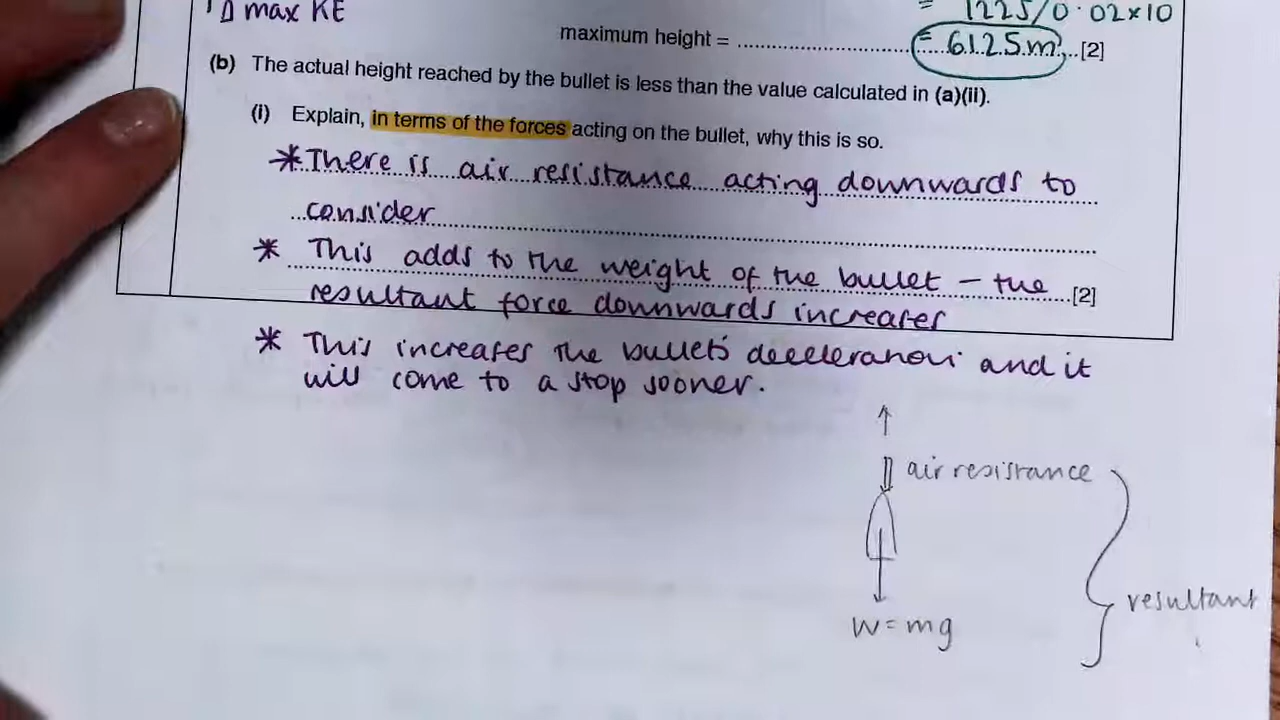 max KE
= 1225/0.02x10
maximum height = ........ = 6125m [2]
(b) The actual height reached by the bullet is less than the value calculated in (a)(ii).
(i) Explain, in terms of the forces acting on the bullet, why this is so.
* There is air resistance acting downwards to
consider
* This adds to the weight of the bullet - the
[2]
resultant force downwards increases
* This increases the bullet's deceleration and it
will come to a stop sooner.
air resistance
resultant
W = mg